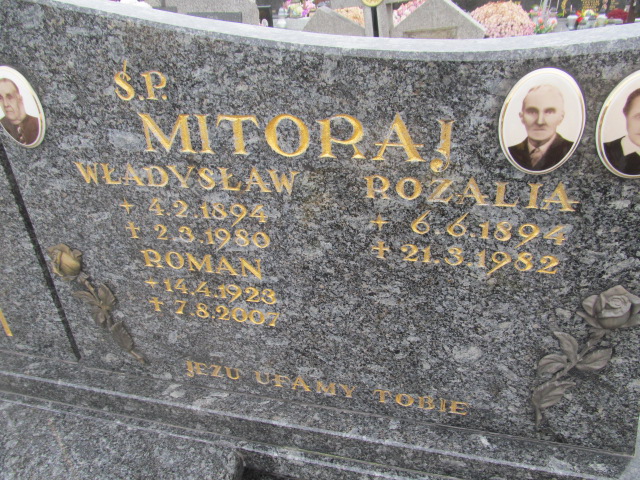 Ś.P.
MITORAJ
WŁADYSŁAW
+ 4.2.1894
+ 2.3.1980
ROMAN
+ 14.4.1923
+ 7.8.2007
ROZALIA
+ 6.6.1894
+ 21.3.1982
JEZU UFAMY TOBIE